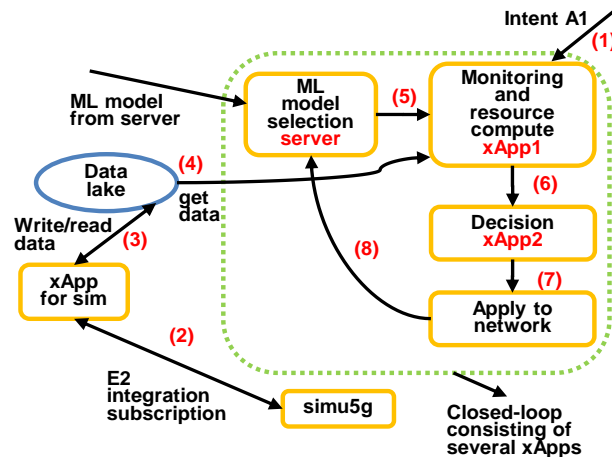 Intent A1
(1)
ML model
from server
ML
model
selection
server
(5)
Monitoring
and
resource
compute
xApp1
Data
lake
(4)
get
data
(6)
Write/read
data
(3)
Decision
xApp2
(8)
(7)
xApp
for sim
Apply to
network
(2)
E2
integration
subscription
simu5g
Closed-loop
consisting of
several xApps